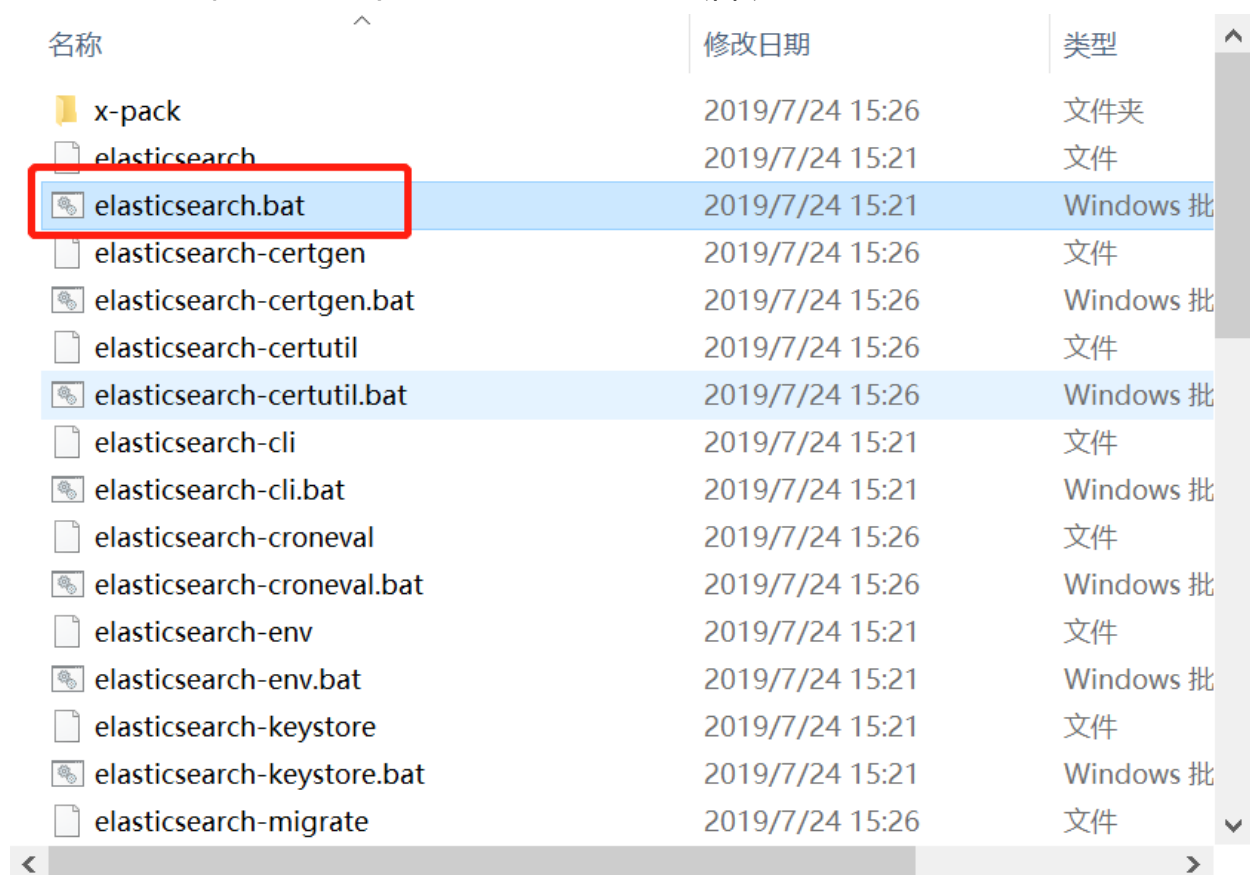 名称 修改日期 类型
x-pack 2019/7/24 15:26 文件夹
elasticsearch 2019/7/24 15:21 文件
elasticsearch.bat 2019/7/24 15:21 Windows 批
elasticsearch-certgen 2019/7/24 15:26 文件
elasticsearch-certgen.bat 2019/7/24 15:26 Windows 批
elasticsearch-certutil 2019/7/24 15:26 文件
elasticsearch-certutil.bat 2019/7/24 15:26 Windows 批
elasticsearch-cli 2019/7/24 15:21 文件
elasticsearch-cli.bat 2019/7/24 15:21 Windows 批
elasticsearch-croneval 2019/7/24 15:26 文件
elasticsearch-croneval.bat 2019/7/24 15:26 Windows 批
elasticsearch-env 2019/7/24 15:21 文件
elasticsearch-env.bat 2019/7/24 15:21 Windows 批
elasticsearch-keystore 2019/7/24 15:21 文件
elasticsearch-keystore.bat 2019/7/24 15:21 Windows 批
elasticsearch-migrate 2019/7/24 15:26 文件